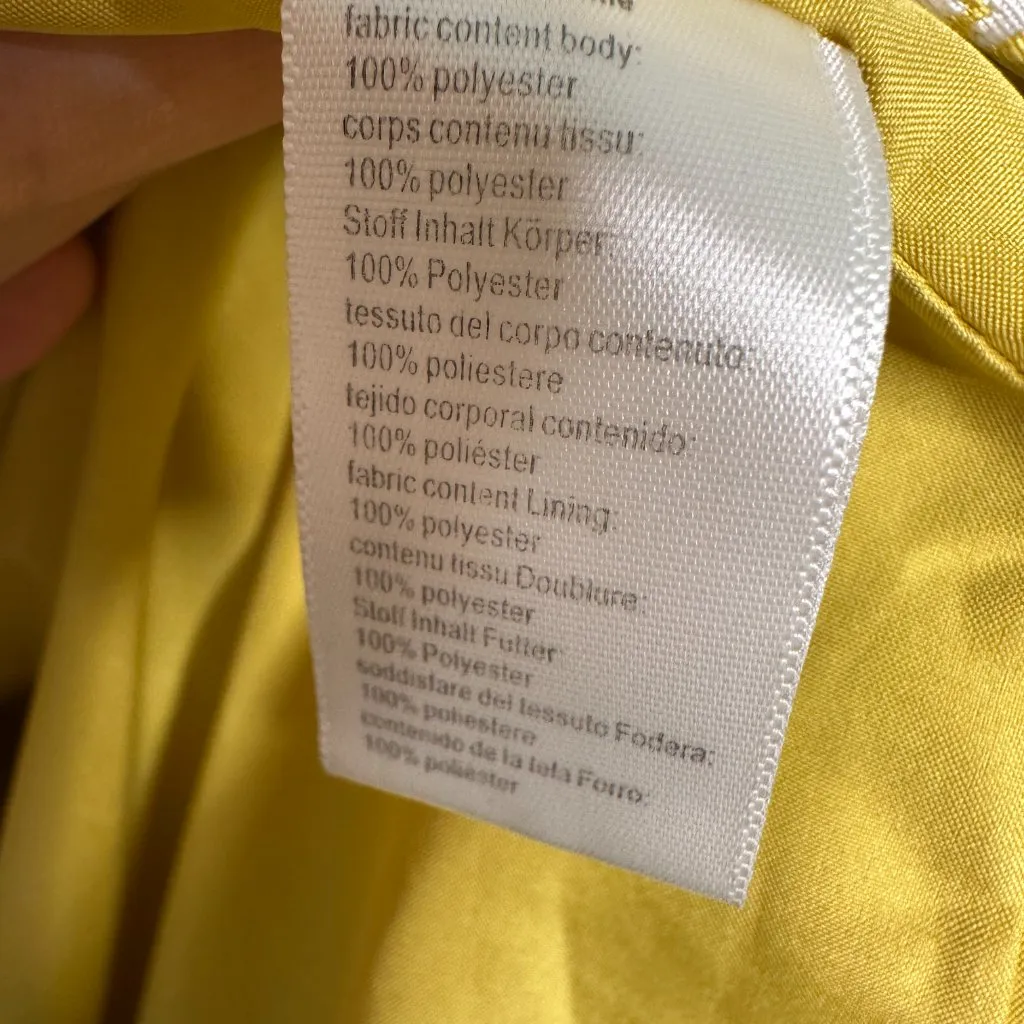 fabric content body:
100% polyester
corps contenu tissu:
100% polyester
Stoff Inhalt Körper:
100% Polyester
tessuto del corpo contenuto:
100% poliestere
tejido corporal contenido:
100% poliéster
fabric content Lining:
100% polyester
contenu tissu Doublure:
100% polyester
Stoff Inhalt Futter:
100% Polyester
soddisfare del tessuto Fodera:
100% poliestere
contenido de la tela Forro:
100% poliéster